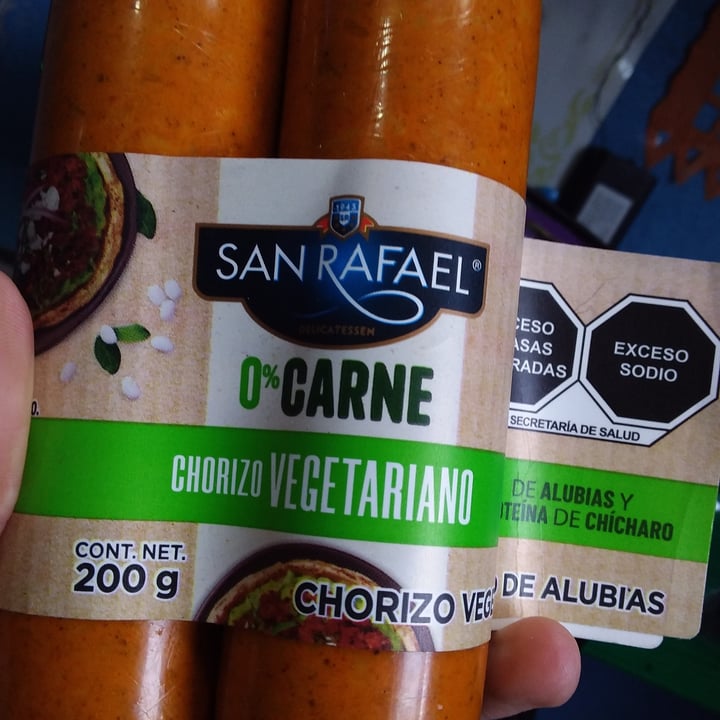 1943
SAN RAFAEL®
DELICATESSEN
0% CARNE
CHORIZO VEGETARIANO
CONT. NET.
200 g
CHORIZO VEG
EXCESO
SODIO
SECRETARÍA DE SALUD
DE ALUBIAS Y
DE CHÍCHARO
DE ALUBIAS